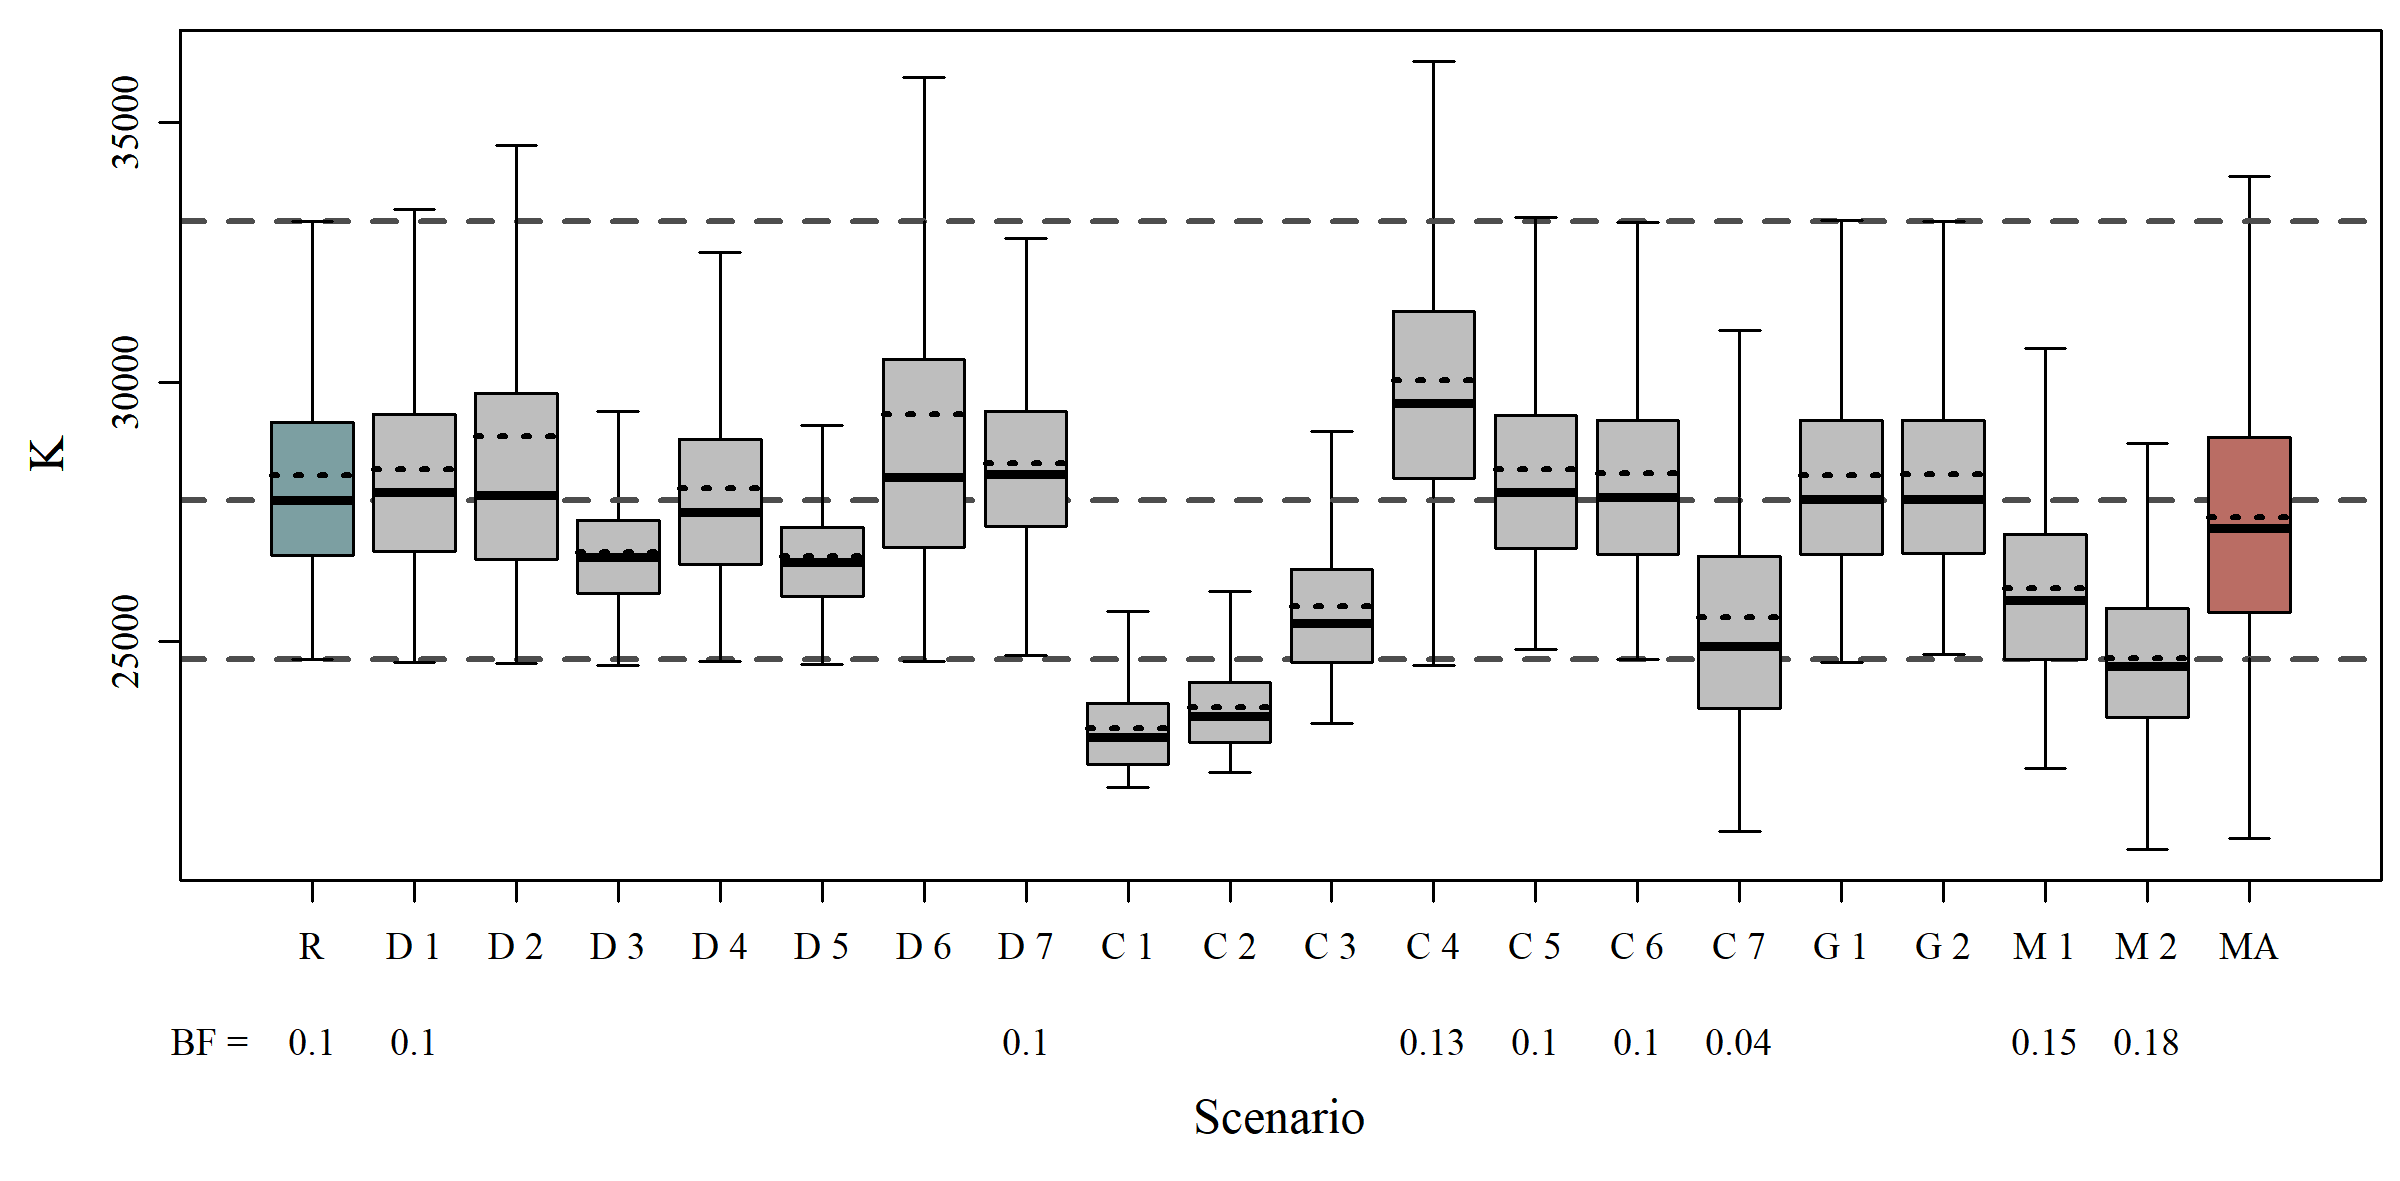 K
35000
30000
25000
R D 1 D 2 D 3 D 4 D 5 D 6 D 7 C 1 C 2 C 3 C 4 C 5 C 6 C 7 G 1 G 2 M 1 M 2 MA
BF = 0.1 0.1 0.1 0.13 0.1 0.1 0.04 0.15 0.18
Scenario